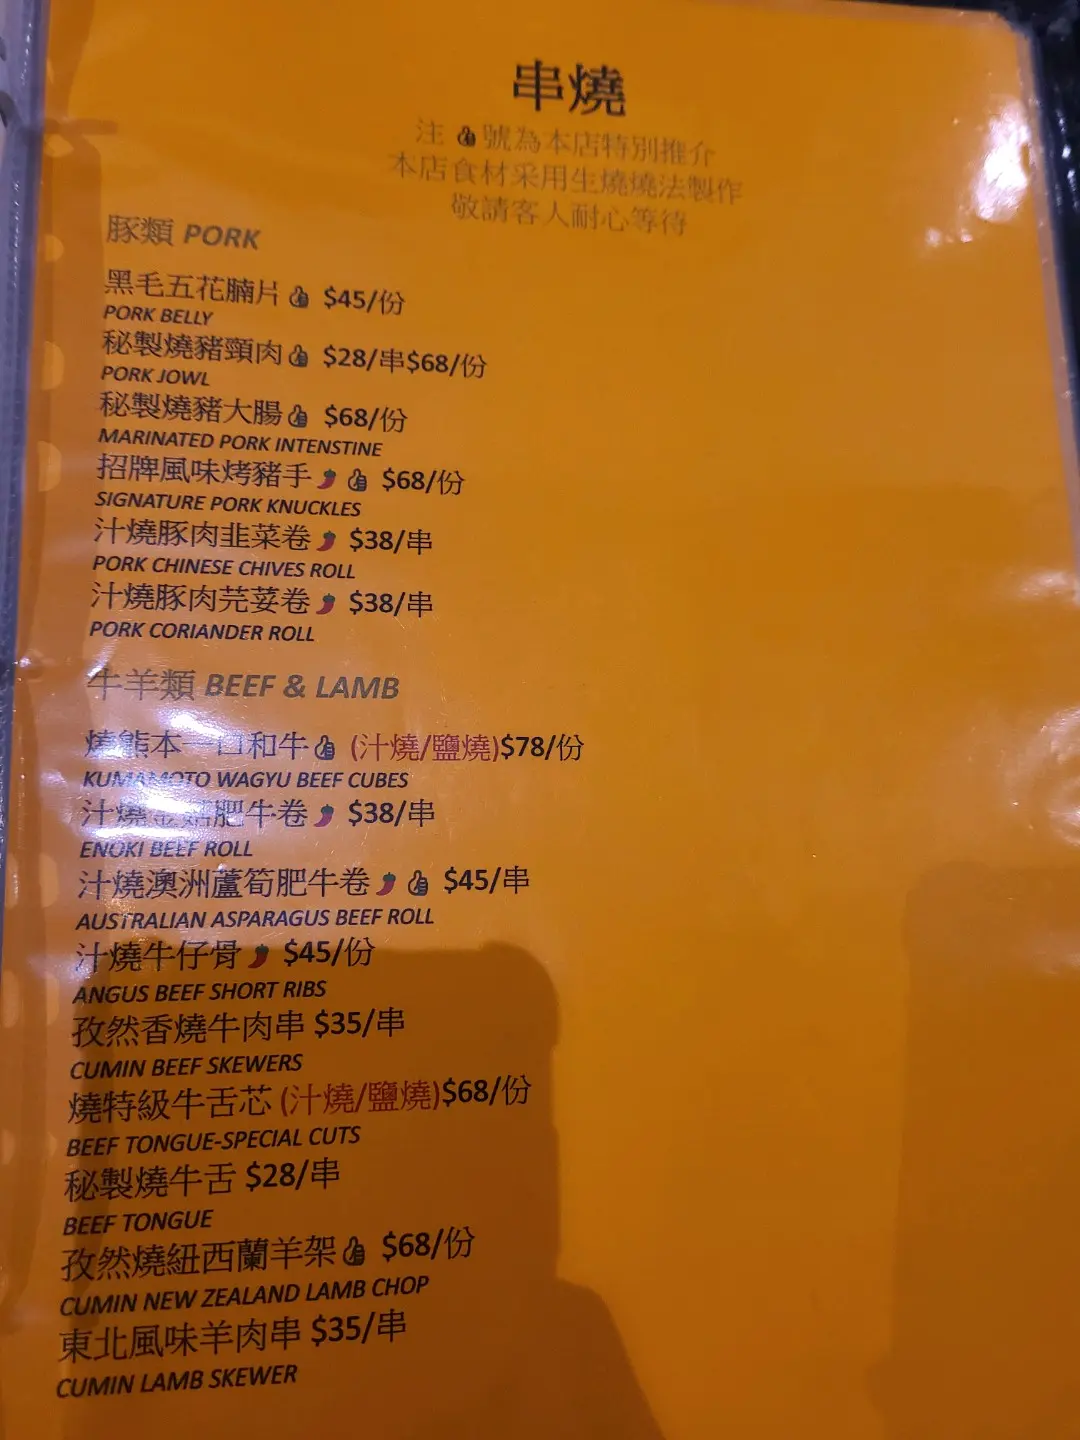 串燒
注 👍號為本店特別推介
本店食材采用生燒燒法製作
敬請客人耐心等待
豚類 PORK
黑毛五花腩片👍 $45/份
PORK BELLY
秘製燒豬頸肉👍 $28/串$68/份
PORK JOWL
秘製燒豬大腸👍 $68/份
MARINATED PORK INTENSTINE
招牌風味烤豬手🌶👍 $68/份
SIGNATURE PORK KNUCKLES
汁燒豚肉韭菜卷🌶 $38/串
PORK CHINESE CHIVES ROLL
汁燒豚肉芫荽卷🌶 $38/串
PORK CORIANDER ROLL
牛羊類 BEEF & LAMB
燒熊本一口和牛👍 (汁燒/鹽燒)$78/份
KUMAMOTO WAGYU BEEF CUBES
汁燒金菇肥牛卷🌶 $38/串
ENOKI BEEF ROLL
汁燒澳洲蘆筍肥牛卷🌶👍 $45/串
AUSTRALIAN ASPARAGUS BEEF ROLL
汁燒牛仔骨🌶 $45/份
ANGUS BEEF SHORT RIBS
孜然香燒牛肉串 $35/串
CUMIN BEEF SKEWERS
燒特級牛舌芯 (汁燒/鹽燒)$68/份
BEEF TONGUE-SPECIAL CUTS
秘製燒牛舌 $28/串
BEEF TONGUE
孜然燒紐西蘭羊架👍 $68/份
CUMIN NEW ZEALAND LAMB CHOP
東北風味羊肉串 $35/串
CUMIN LAMB SKEWER